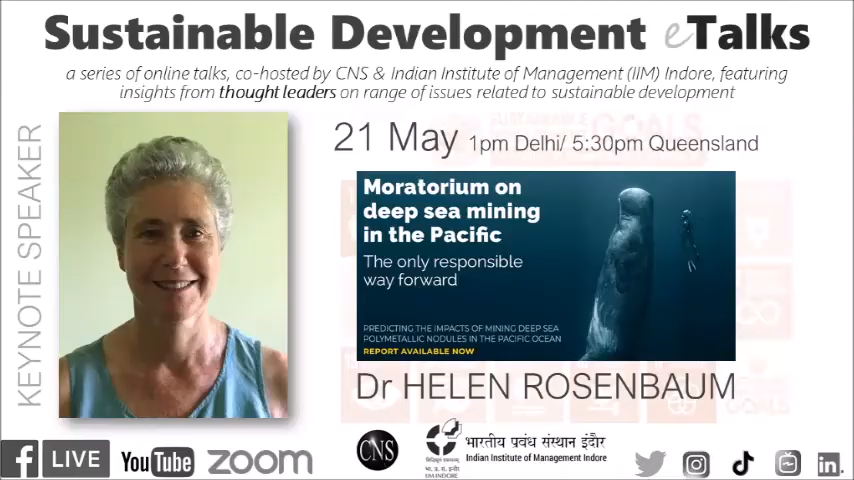 Sustainable Development eTalks
a series of online talks, co-hosted by CNS & Indian Institute of Management (IIM) Indore, featuring
insights from thought leaders on range of issues related to sustainable development
KEYNOTE SPEAKER
21 May 1pm Delhi/ 5:30pm Queensland
Moratorium on
deep sea mining
in the Pacific
The only responsible
way forward
PREDICTING THE IMPACTS OF MINING DEEP SEA
POLYMETALLIC NODULES IN THE PACIFIC OCEAN
REPORT AVAILABLE NOW
Dr HELEN ROSENBAUM
f LIVE
YouTube
zoom
CNS
भारतीय प्रबंध संस्थान इंदौर
Indian Institute of Management Indore
IIM INDORE
in.